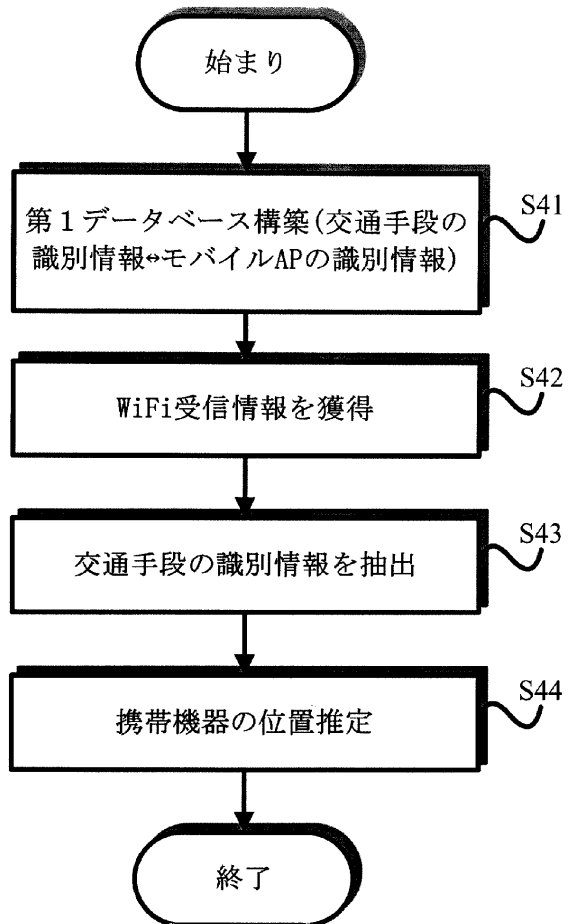 始まり
第１データベース構築(交通手段の
識別情報↔モバイルAPの識別情報)
S41
WiFi受信情報を獲得
S42
交通手段の識別情報を抽出
S43
携帯機器の位置推定
S44
終了